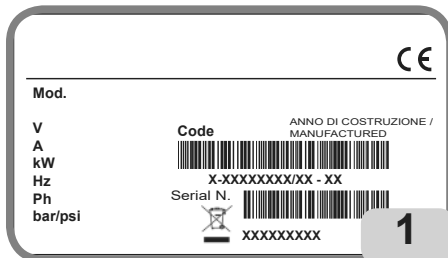 CE
Mod.
V
A
kW
Hz
Ph
bar/psi
Code
ANNO DI COSTRUZIONE /
MANUFACTURED
X-XXXXXXXX/XX - XX
Serial N.
XXXXXXXXX
1